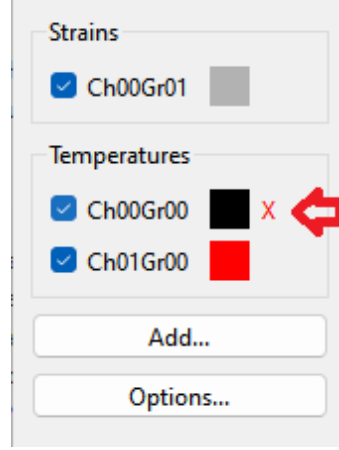 Strains
Ch00Gr01
Temperatures
Ch00Gr00 X
Ch01Gr00
Add...
Options...